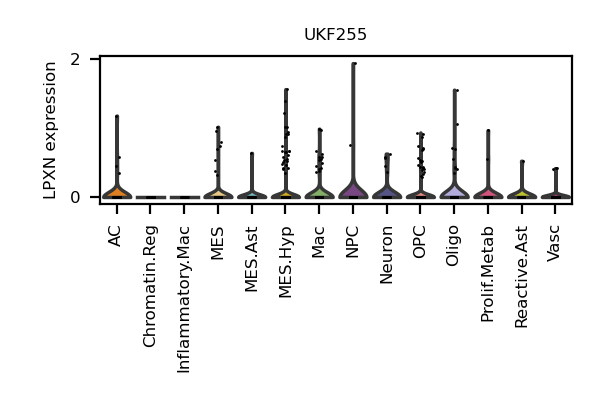 UKF255
LPXN expression
2
0
AC
Chromatin.Reg
Inflammatory.Mac
MES
MES.Ast
MES.Hyp
Mac
NPC
Neuron
OPC
Oligo
Prolif.Metab
Reactive.Ast
Vasc